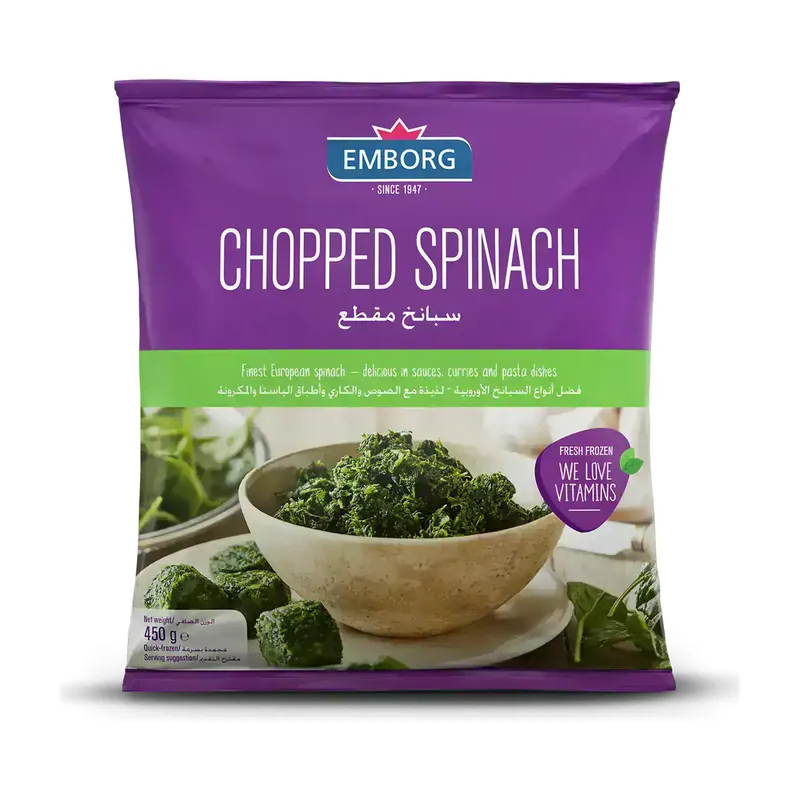 EMBORG
· SINCE 1947 ·
CHOPPED SPINACH
سبانخ مقطع
Finest European spinach – delicious in sauces, curries and pasta dishes
فضل أنواع السبانخ الأوروبية - لذيذة مع الصوص والكاري وأطباق الباستا والمكرونة
FRESH FROZEN
WE LOVE
VITAMINS
Net weight/ الوزن الصافي
450 g ℮
Quick-frozen/ مجمدة بسرعة
Serving suggestion/ مقترح التقديم